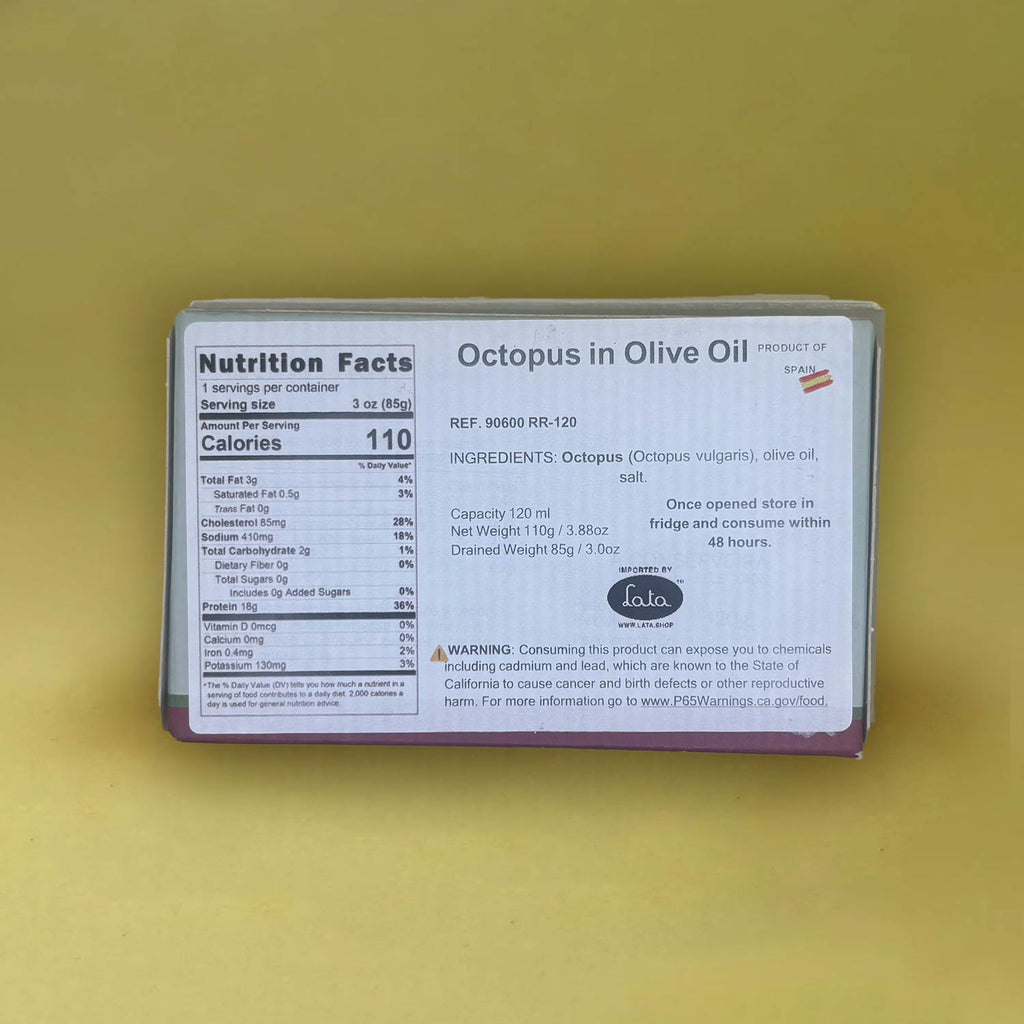 Nutrition Facts
1 servings per container
Serving size 3 oz (85g)
Amount Per Serving
Calories 110
% Daily Value*
Total Fat 3g 4%
Saturated Fat 0.5g 3%
Trans Fat 0g
Cholesterol 85mg 28%
Sodium 410mg 18%
Total Carbohydrate 2g 1%
Dietary Fiber 0g 0%
Total Sugars 0g
Includes 0g Added Sugars 0%
Protein 18g 36%
Vitamin D 0mcg 0%
Calcium 0mg 0%
Iron 0.4mg 2%
Potassium 130mg 3%
*The % Daily Value (DV) tells you how much a nutrient in a
serving of food contributes to a daily diet. 2,000 calories a
day is used for general nutrition advice.
Octopus in Olive Oil
PRODUCT OF
SPAIN
REF. 90600 RR-120
INGREDIENTS: Octopus (Octopus vulgaris), olive oil,
salt.
Capacity 120 ml
Net Weight 110g / 3.88oz
Drained Weight 85g / 3.0oz
Once opened store in
fridge and consume within
48 hours.
IMPORTED BY
Lata TM
WWW.LATA.SHOP
WARNING: Consuming this product can expose you to chemicals
including cadmium and lead, which are known to the State of
California to cause cancer and birth defects or other reproductive
harm. For more information go to www.P65Warnings.ca.gov/food.